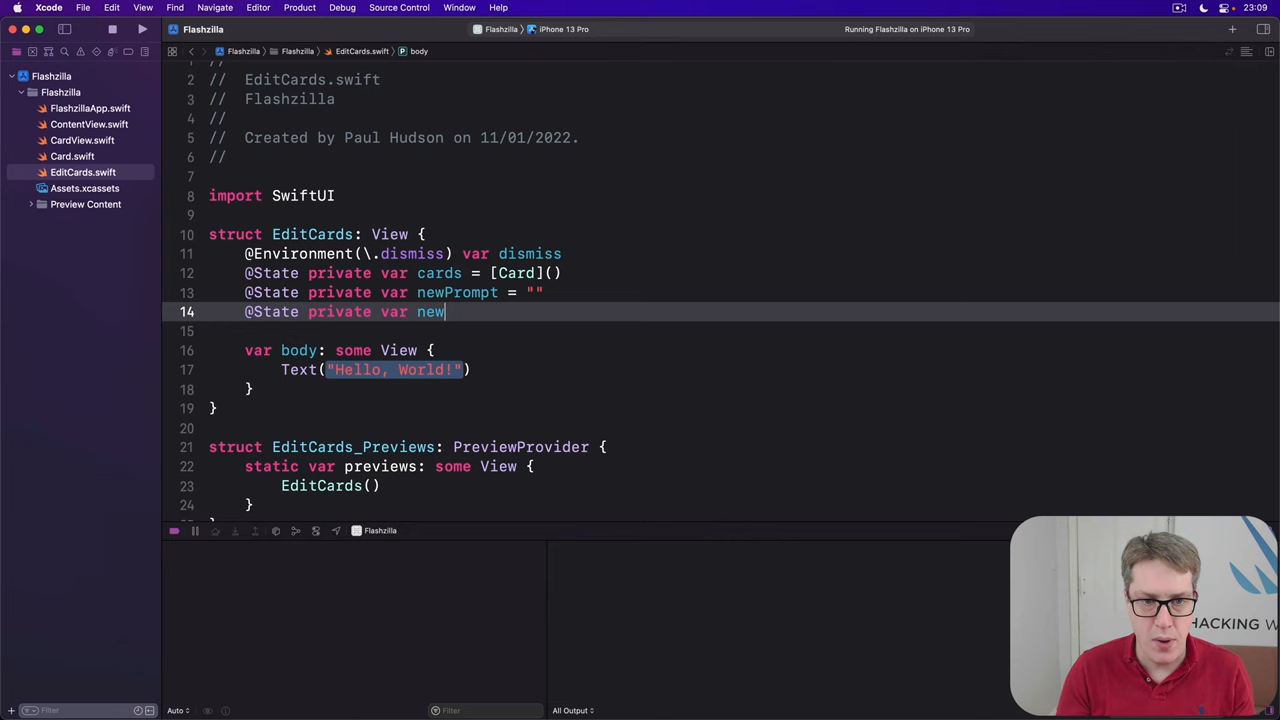 Xcode File Edit View Find Navigate Editor Product Debug Source Control Window Help 23:09
Flashzilla Flashzilla iPhone 13 Pro Running Flashzilla on iPhone 13 Pro
Flashzilla Flashzilla EditCards.swift body
Flashzilla
Flashzilla
FlashzillaApp.swift
ContentView.swift
CardView.swift
Card.swift
EditCards.swift
Assets.xcassets
Preview Content
1 //
2 // EditCards.swift
3 // Flashzilla
4 //
5 // Created by Paul Hudson on 11/01/2022.
6 //
7
8 import SwiftUI
9
10 struct EditCards: View {
11 @Environment(\.dismiss) var dismiss
12 @State private var cards = [Card]()
13 @State private var newPrompt = ""
14 @State private var new
15
16 var body: some View {
17 Text("Hello, World!")
18 }
19 }
20
21 struct EditCards_Previews: PreviewProvider {
22 static var previews: some View {
23 EditCards()
24 }
}
Flashzilla
HACKING W
Filter Auto Filter All Output